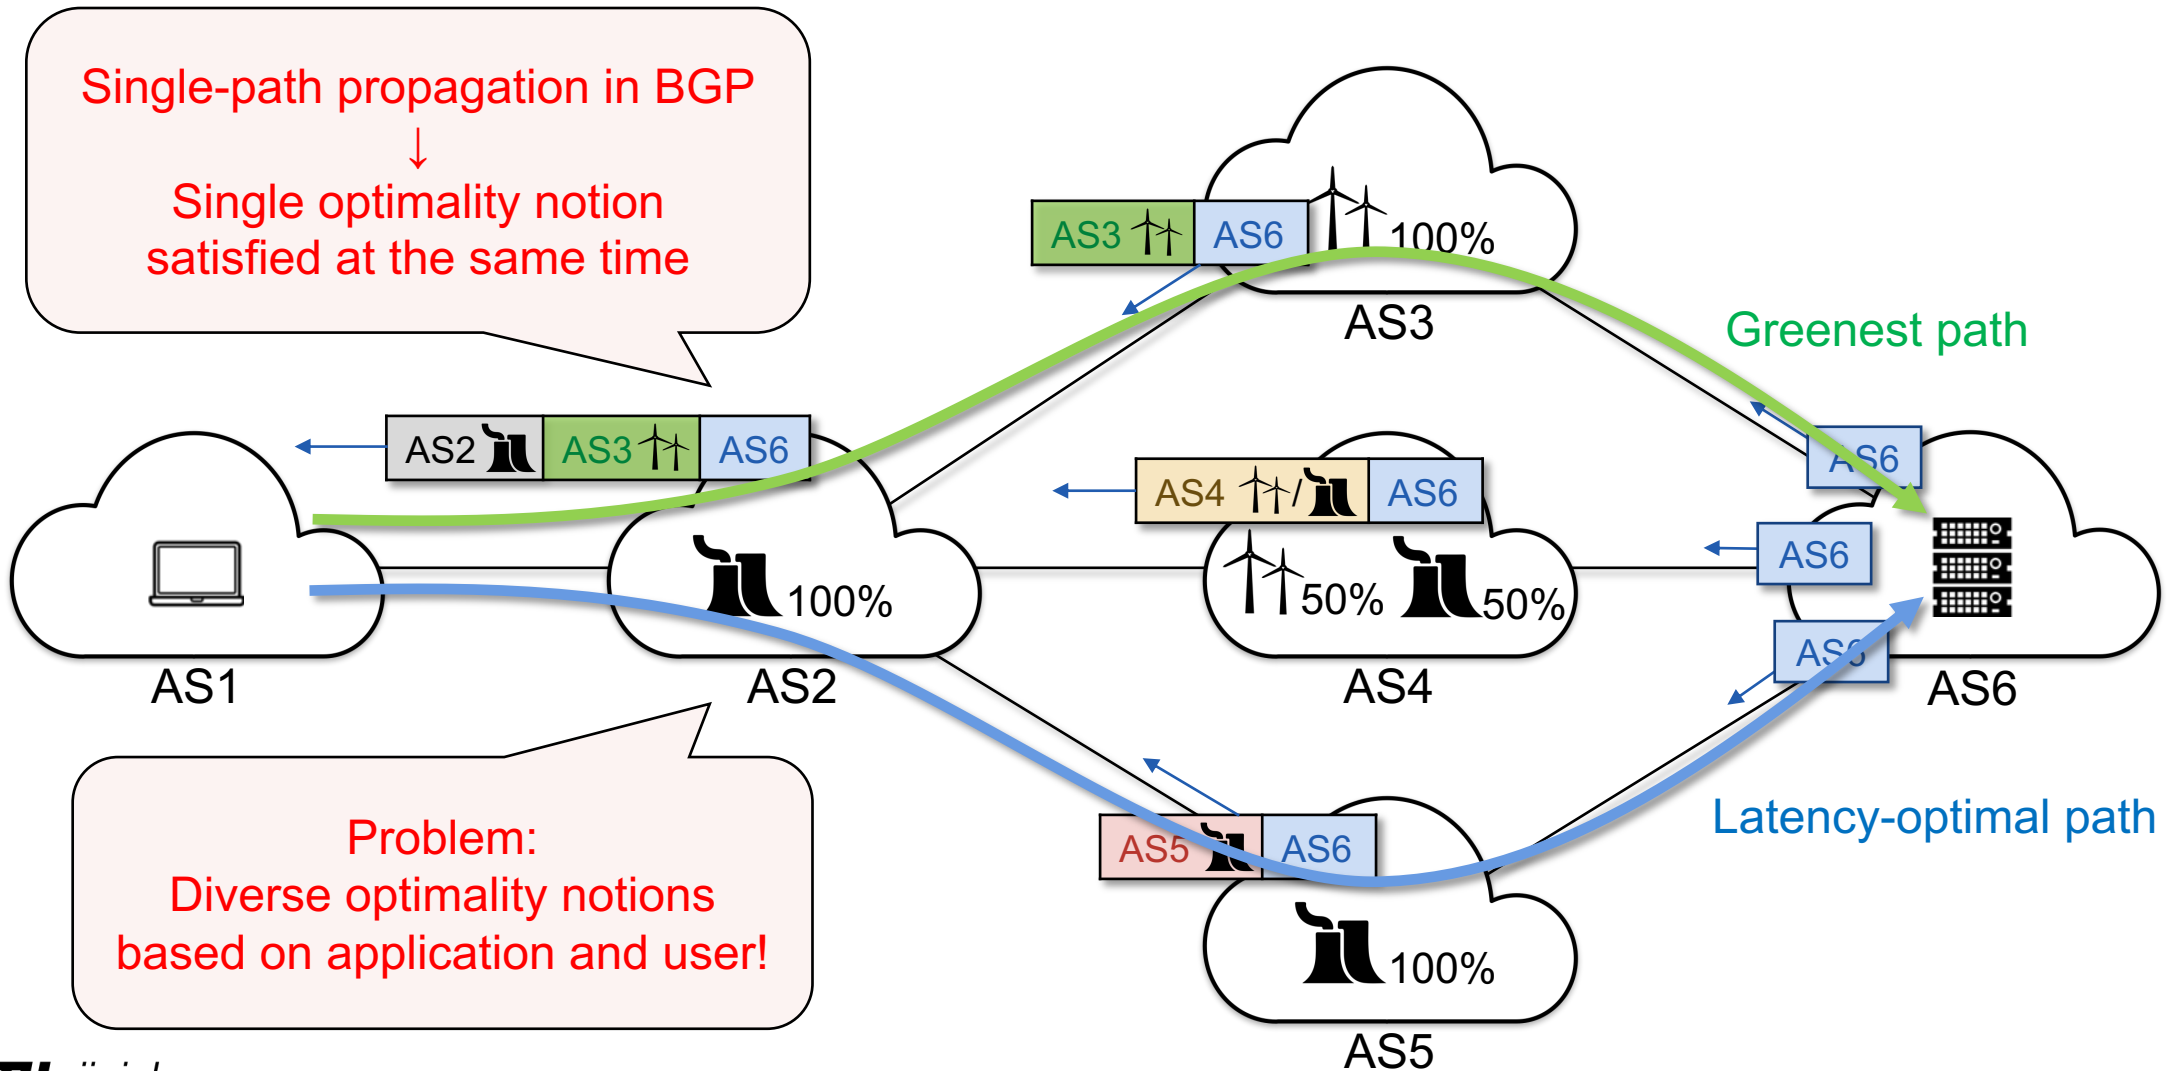 Single-path propagation in BGP
↓
Single optimality notion
satisfied at the same time
AS3 AS6
100%
AS3
Greenest path
AS2 AS3 AS6
AS6
AS4 / AS6
AS6
100%
50% 50%
AS6
AS1
AS2
AS4
AS6
Problem:
Diverse optimality notions
based on application and user!
AS5 AS6
Latency-optimal path
100%
AS5